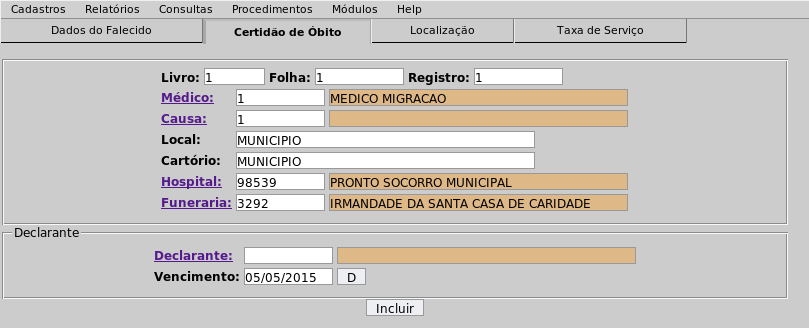 Cadastros Relatórios Consultas Procedimentos Módulos Help
Dados do Falecido Certidão de Óbito Localização Taxa de Serviço
Livro: 1 Folha: 1 Registro: 1
Médico: 1 MEDICO MIGRACAO
Causa: 1
Local: MUNICIPIO
Cartório: MUNICIPIO
Hospital: 98539 PRONTO SOCORRO MUNICIPAL
Funeraria: 3292 IRMANDADE DA SANTA CASA DE CARIDADE
Declarante
Declarante:
Vencimento: 05/05/2015 D
Incluir